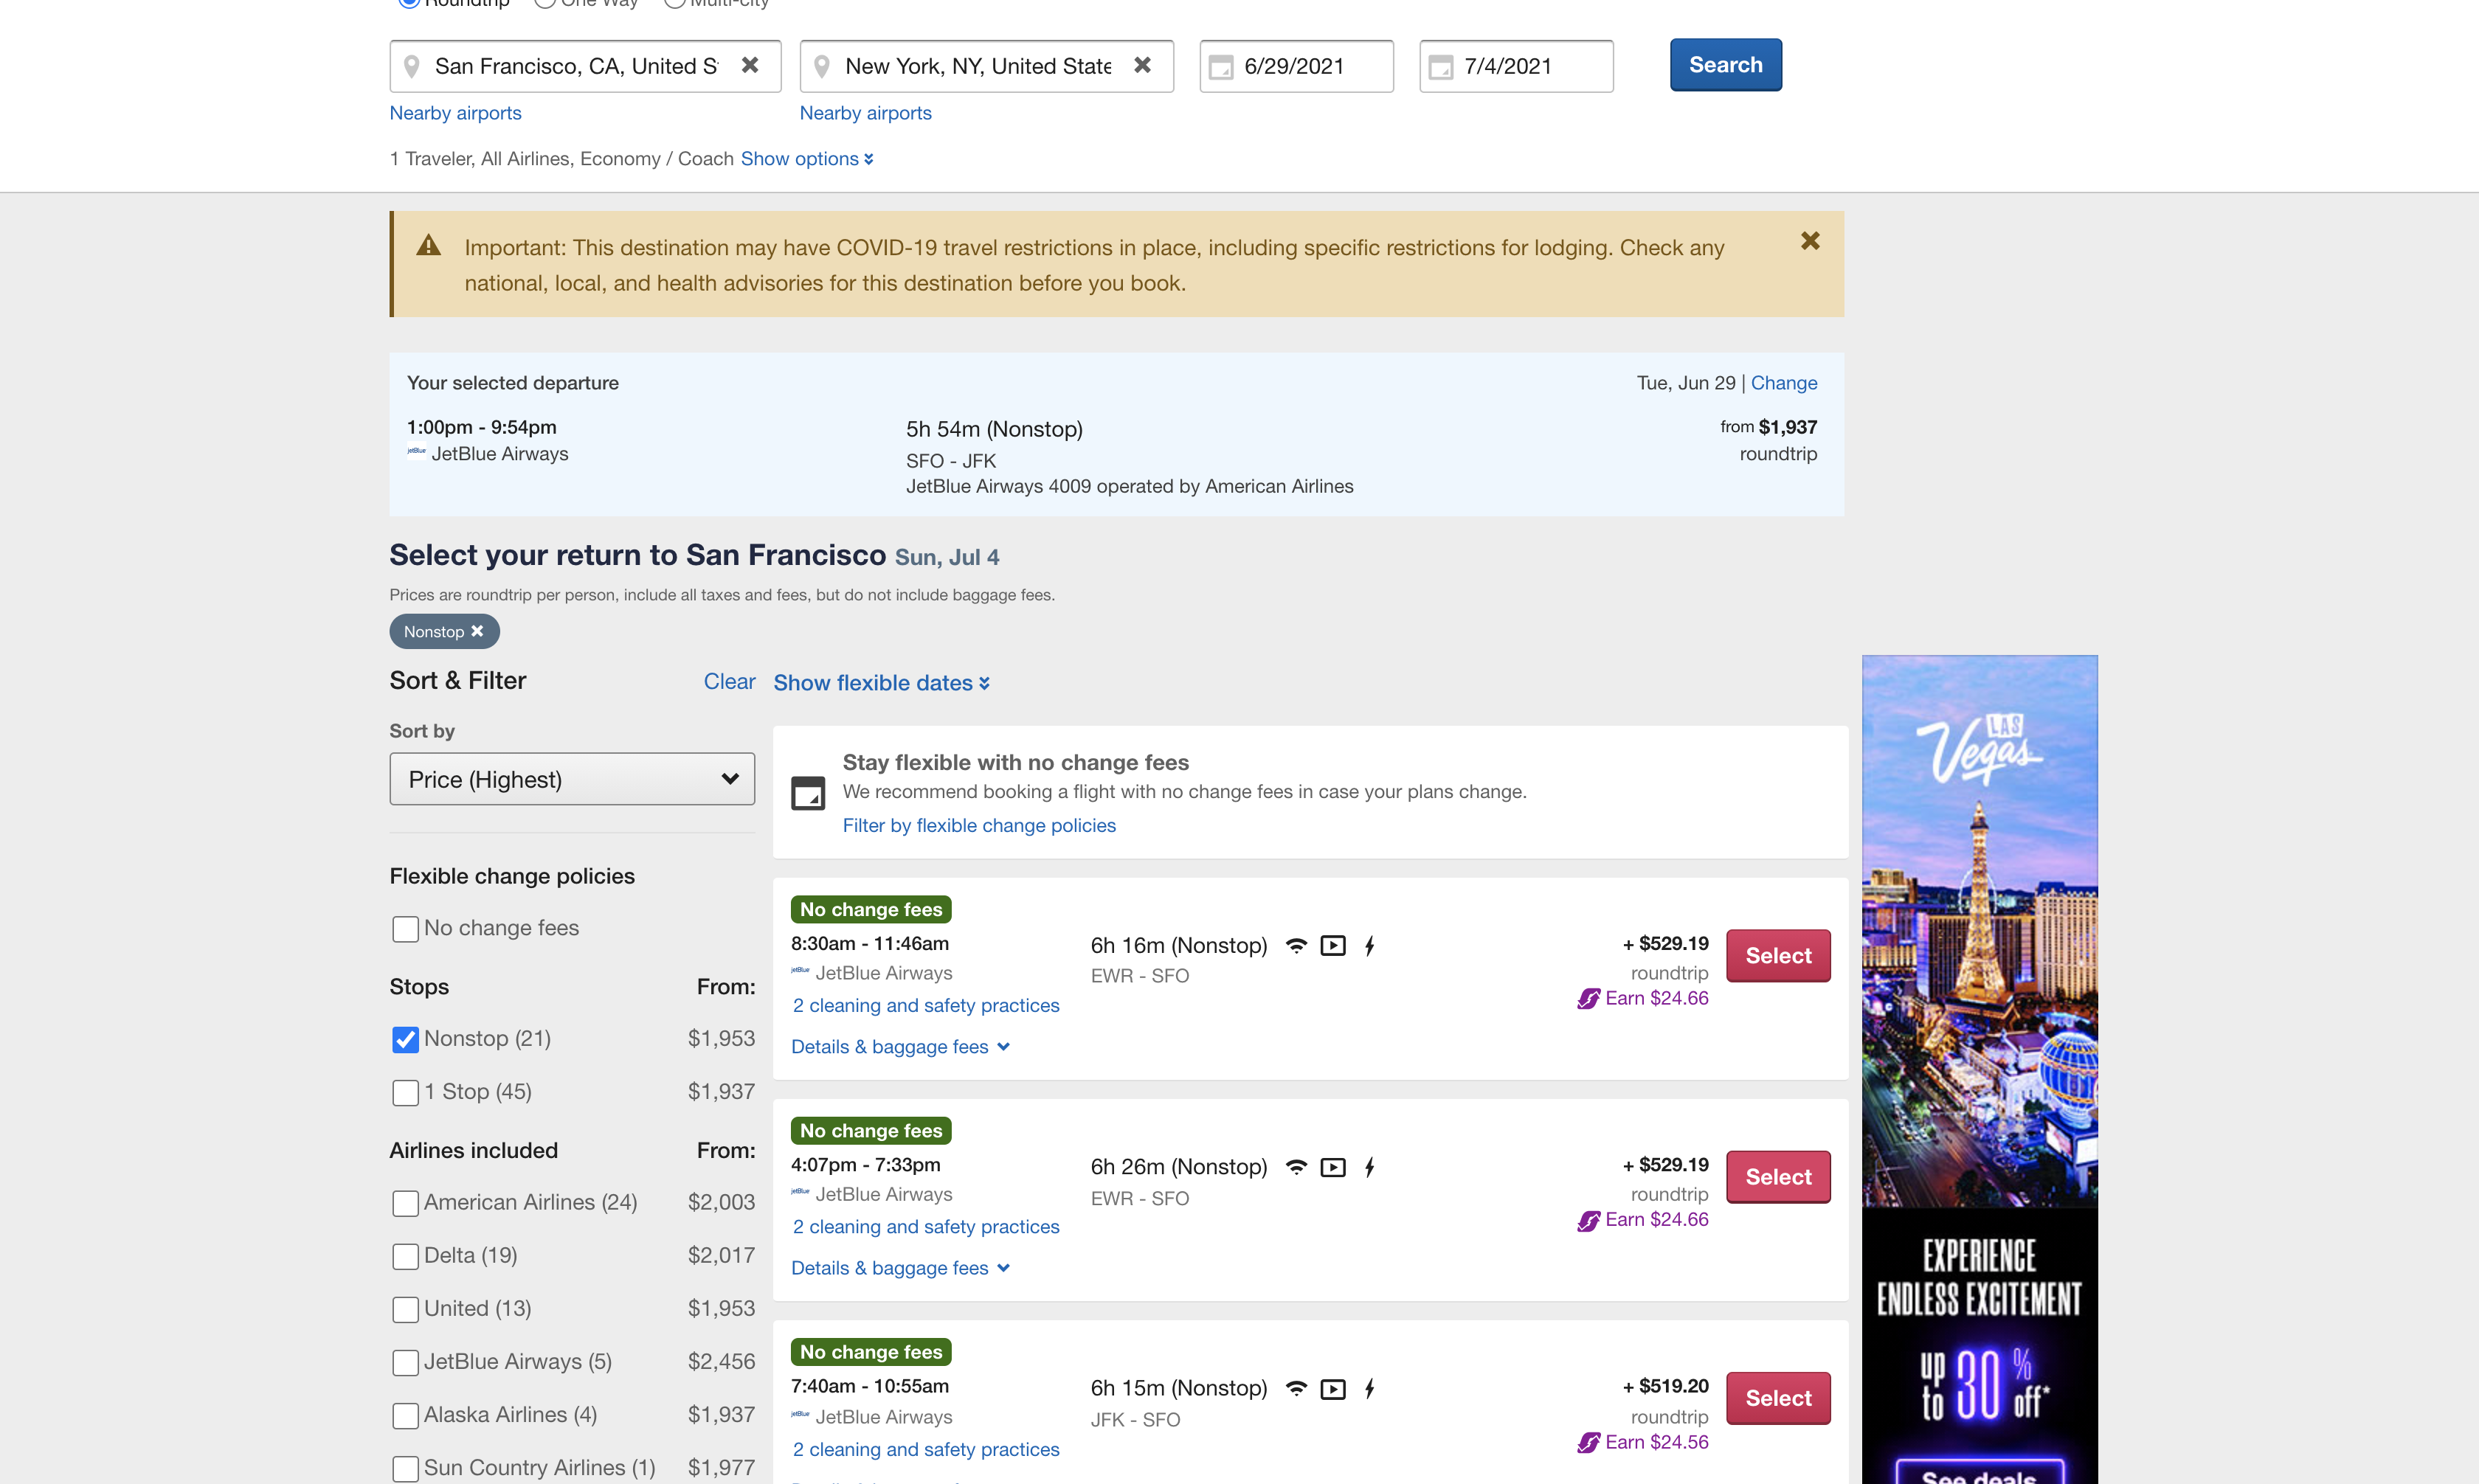 Roundtrip One Way Multi-city
San Francisco, CA, United S
New York, NY, United State
6/29/2021
7/4/2021
Search
Nearby airports
Nearby airports
1 Traveler, All Airlines, Economy / Coach Show options
Important: This destination may have COVID-19 travel restrictions in place, including specific restrictions for lodging. Check any
national, local, and health advisories for this destination before you book.
Your selected departure
Tue, Jun 29 | Change
1:00pm - 9:54pm
jetBlue JetBlue Airways
5h 54m (Nonstop)
SFO - JFK
JetBlue Airways 4009 operated by American Airlines
from $1,937
roundtrip
Select your return to San Francisco Sun, Jul 4
Prices are roundtrip per person, include all taxes and fees, but do not include baggage fees.
Nonstop
Sort & Filter
Clear
Sort by
Price (Highest)
Flexible change policies
No change fees
Stops From:
Nonstop (21) $1,953
1 Stop (45) $1,937
Airlines included From:
American Airlines (24) $2,003
Delta (19) $2,017
United (13) $1,953
JetBlue Airways (5) $2,456
Alaska Airlines (4) $1,937
Sun Country Airlines (1) $1,977
Show flexible dates
Stay flexible with no change fees
We recommend booking a flight with no change fees in case your plans change.
Filter by flexible change policies
No change fees
8:30am - 11:46am
jetBlue JetBlue Airways
2 cleaning and safety practices
Details & baggage fees
6h 16m (Nonstop)
EWR - SFO
+ $529.19
roundtrip
Earn $24.66
Select
No change fees
4:07pm - 7:33pm
jetBlue JetBlue Airways
2 cleaning and safety practices
Details & baggage fees
6h 26m (Nonstop)
EWR - SFO
+ $529.19
roundtrip
Earn $24.66
Select
No change fees
7:40am - 10:55am
jetBlue JetBlue Airways
2 cleaning and safety practices
6h 15m (Nonstop)
JFK - SFO
+ $519.20
roundtrip
Earn $24.56
Select
LAS
Vegas
EXPERIENCE
ENDLESS EXCITEMENT
up to 30% off*
See deals